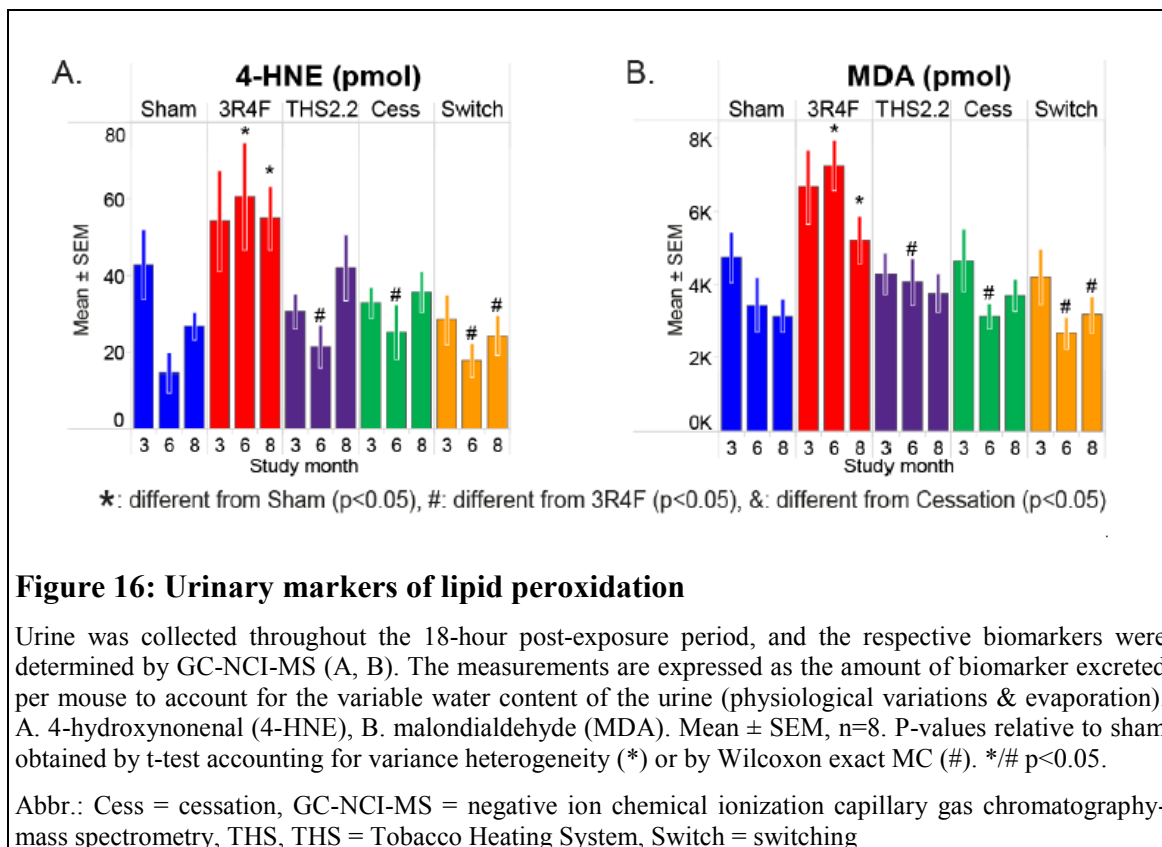 A.
4-HNE (pmol)
Sham 3R4F THS2.2 Cess Switch
80
60
40
20
0
Mean ± SEM
* * # # # #
3 6 8 3 6 8 3 6 8 3 6 8 3 6 8
Study month
B.
MDA (pmol)
Sham 3R4F THS2.2 Cess Switch
8K
6K
4K
2K
0K
Mean ± SEM
* * # # # #
3 6 8 3 6 8 3 6 8 3 6 8 3 6 8
Study month
*: different from Sham (p<0.05), #: different from 3R4F (p<0.05), &: different from Cessation (p<0.05)
.
Figure 16: Urinary markers of lipid peroxidation
Urine was collected throughout the 18-hour post-exposure period, and the respective biomarkers were
determined by GC-NCI-MS (A, B). The measurements are expressed as the amount of biomarker excreted
per mouse to account for the variable water content of the urine (physiological variations & evaporation)
A. 4-hydroxynonenal (4-HNE), B. malondialdehyde (MDA). Mean ± SEM, n=8. P-values relative to sham
obtained by t-test accounting for variance heterogeneity (*) or by Wilcoxon exact MC (#). */# p<0.05.
Abbr.: Cess = cessation, GC-NCI-MS = negative ion chemical ionization capillary gas chromatography-
mass spectrometry, THS, THS = Tobacco Heating System, Switch = switching